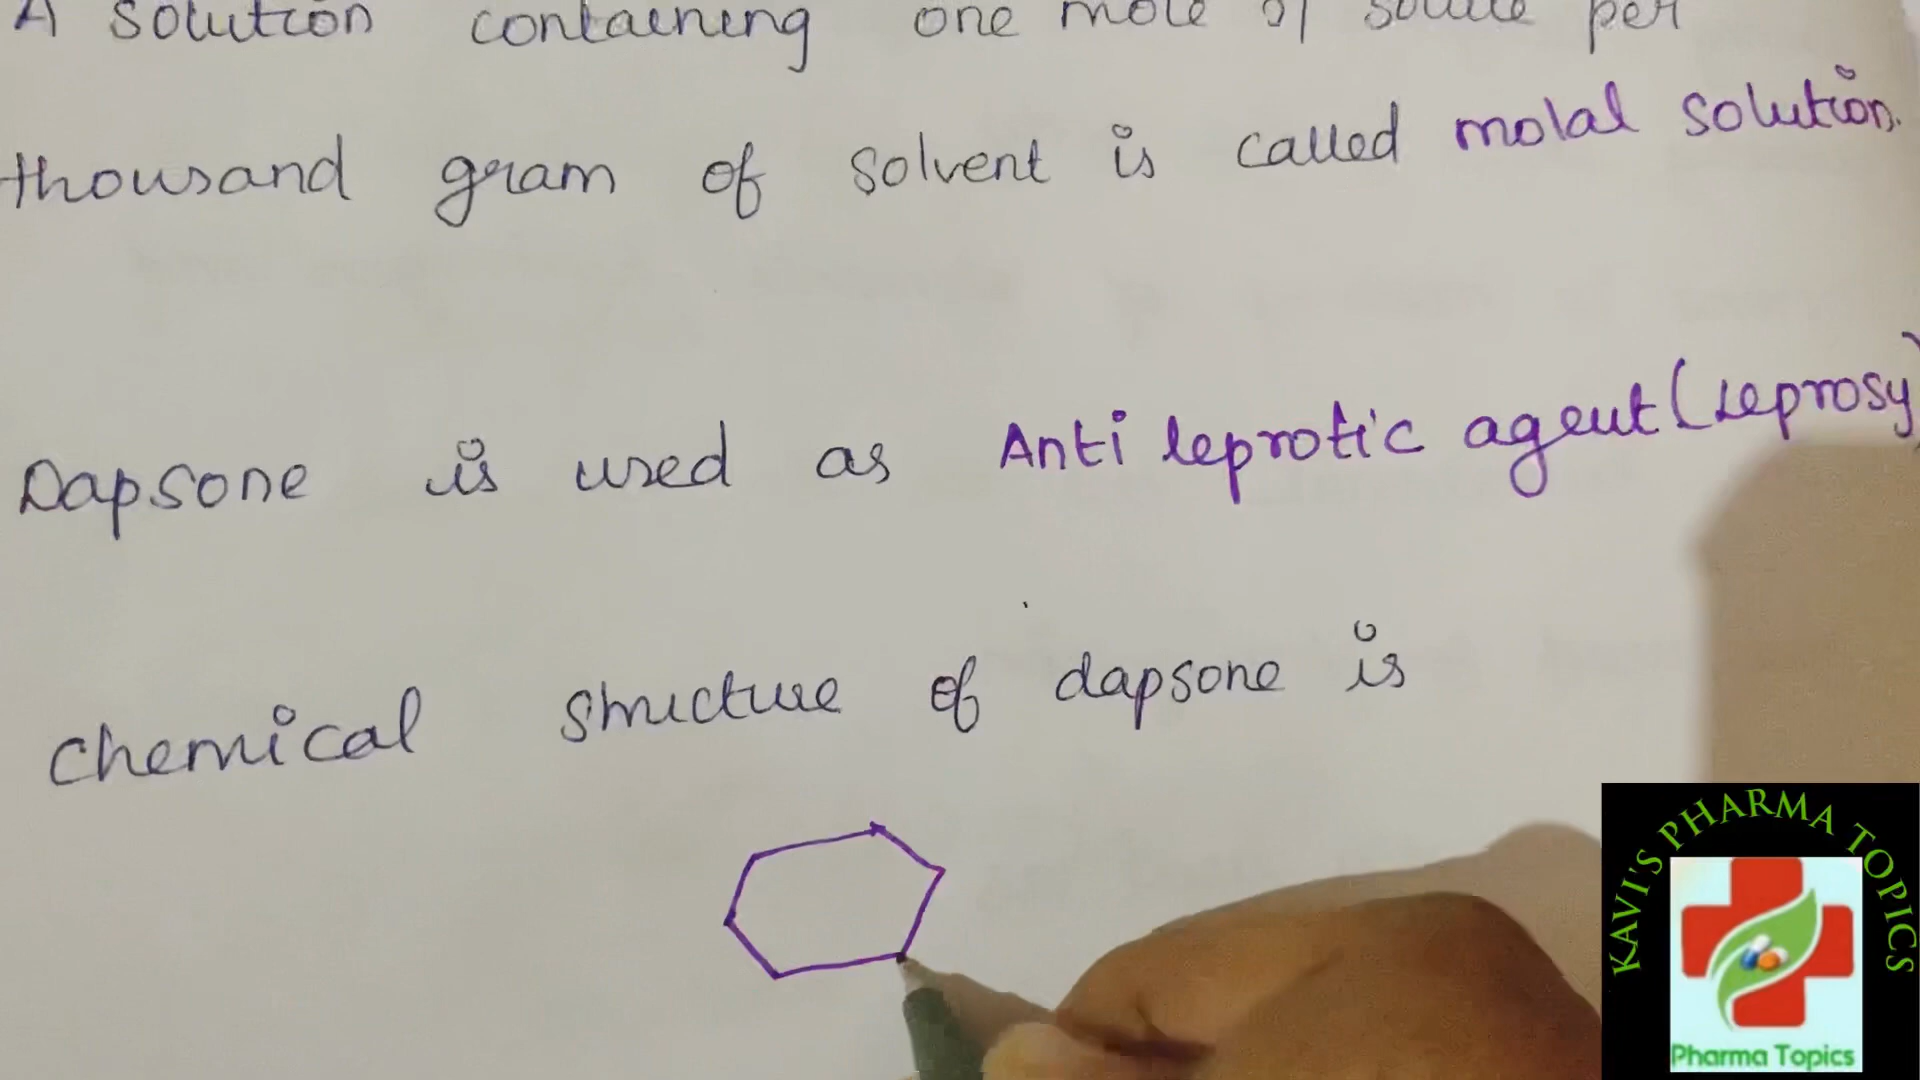 A solution containing one mole of solute per
thousand gram of solvent is called molal solution.
Dapsone is used as Anti leprotic agent (Leprosy)
chemical structure of dapsone is
KAVI'S PHARMA TOPICS
Pharma Topics